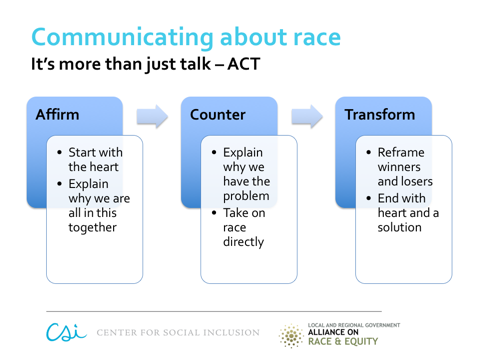 Communicating about race
It's more than just talk – ACT
Affirm
• Start with
the heart
• Explain
why we are
all in this
together
Counter
• Explain
why we
have the
problem
• Take on
race
directly
Transform
• Reframe
winners
and losers
• End with
heart and a
solution
CSi CENTER FOR SOCIAL INCLUSION
LOCAL AND REGIONAL GOVERNMENT
ALLIANCE ON
RACE & EQUITY